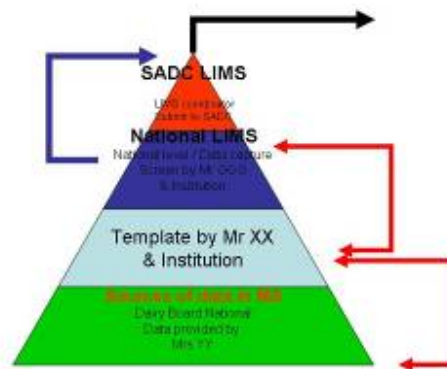 SADC LIMS
LIMS coordinator
Submit to SADC
National LIMS
National level / Data capture
Screen by Mr OOO
& Institution
Template by Mr XX
& Institution
Sources of data in MS
Dairy Board National
Data provided by
Mrs YY